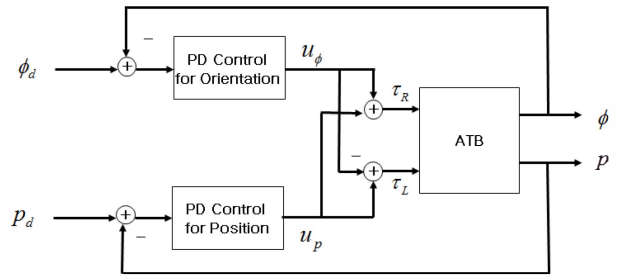 −
PD Control
for Orientation
u_ϕ
ϕ_d
+
τ_R
+
ATB
ϕ
−
+
τ_L
p
p_d
+
−
PD Control
for Position
u_p